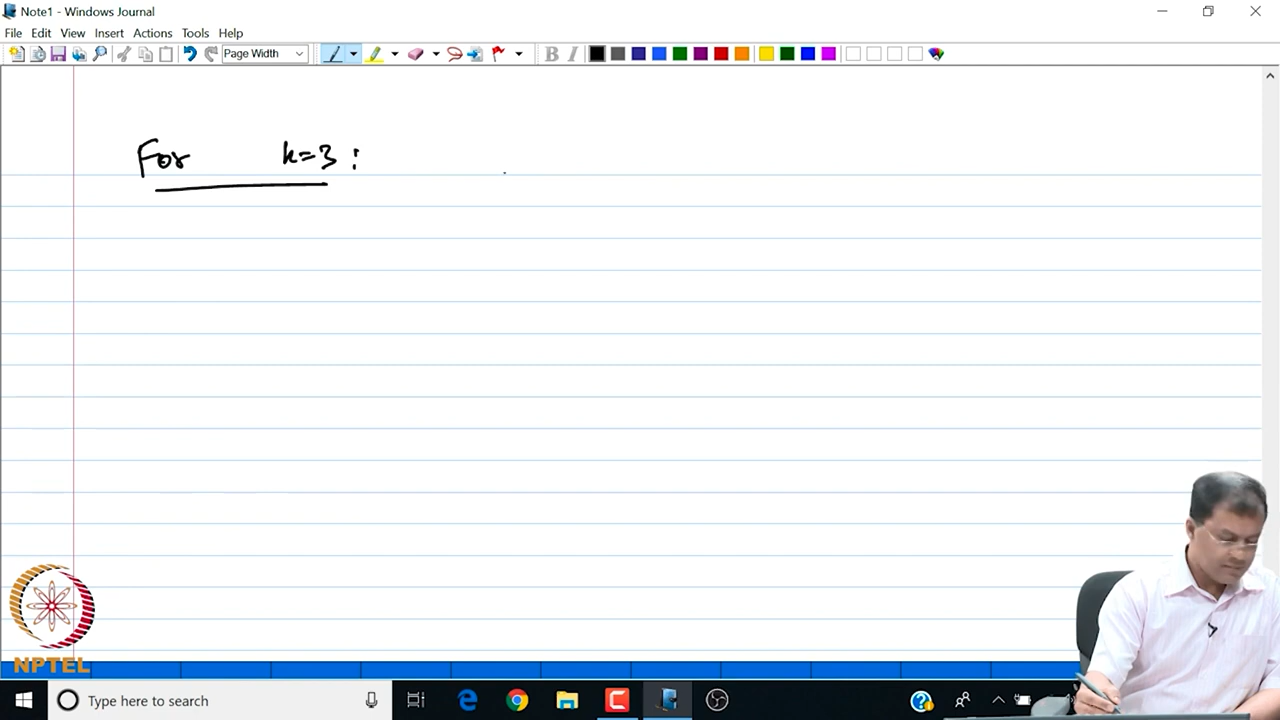 Note1 - Windows Journal
File Edit View Insert Actions Tools Help
Page Width
B I
For k=3 :
NPTEL
Type here to search